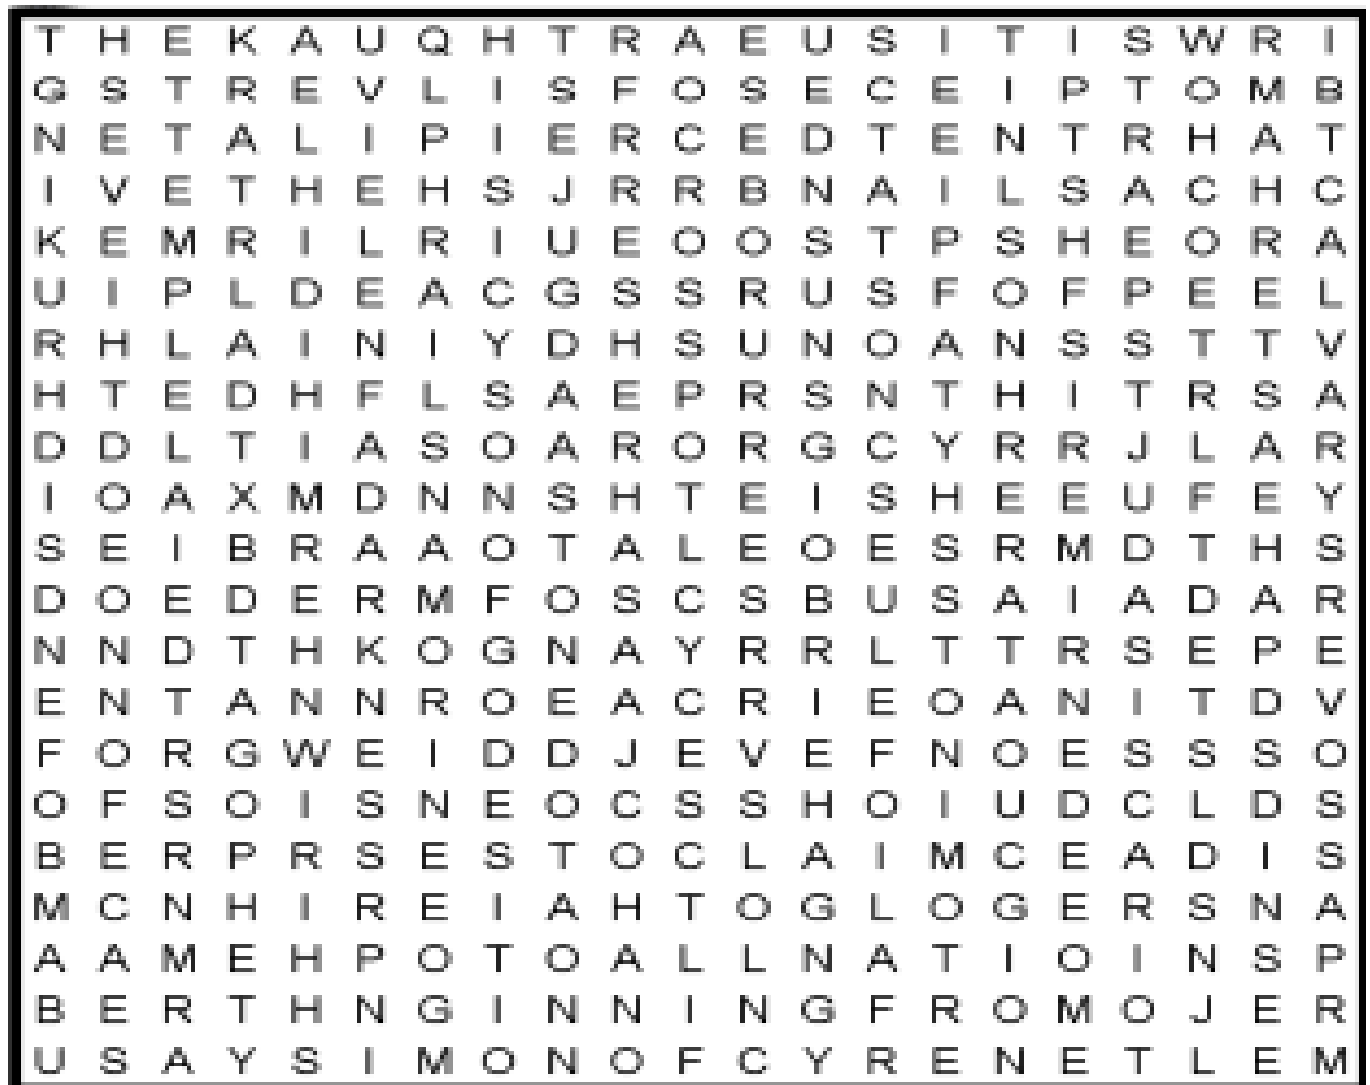 T H E K A U Q H T R A E U S I T I S W R I
G S T R E V L I S F O S E C E I P T O M B
N E T A L I P I E R C E D T E N T R H A T
I V E T H E H S J R R B N A I L S A C H C
K E M R I L R I U E O O S T P S H E O R A
U I P L D E A C G S S R U S F O F P E E L
R H L A I N I Y D H S U N O A N S S T T V
H T E D H F L S A E P R S N T H I T R S A
D D L T I A S O A R O R G C Y R R J L A R
I O A X M D N N S H T E I S H E E U F E Y
S E I B R A A O T A L E O E S R M D T H S
D O E D E R M F O S C S B U S A I A D A R
N N D T H K O G N A Y R R L T T R S E P E
E N T A N N R O E A C R I E O A N I T D V
F O R G W E I D D J E V E F N O E S S S O
O F S O I S N E O C S S H O I U D C L D S
B E R P R S E S T O C L A I M C E A D I S
M C N H I R E I A H T O G L O G E R S N A
A A M E H P O T O A L L N A T I O I N S P
B E R T H N G I N N I N G F R O M O J E R
U S A Y S I M O N O F C Y R E N E T L E M